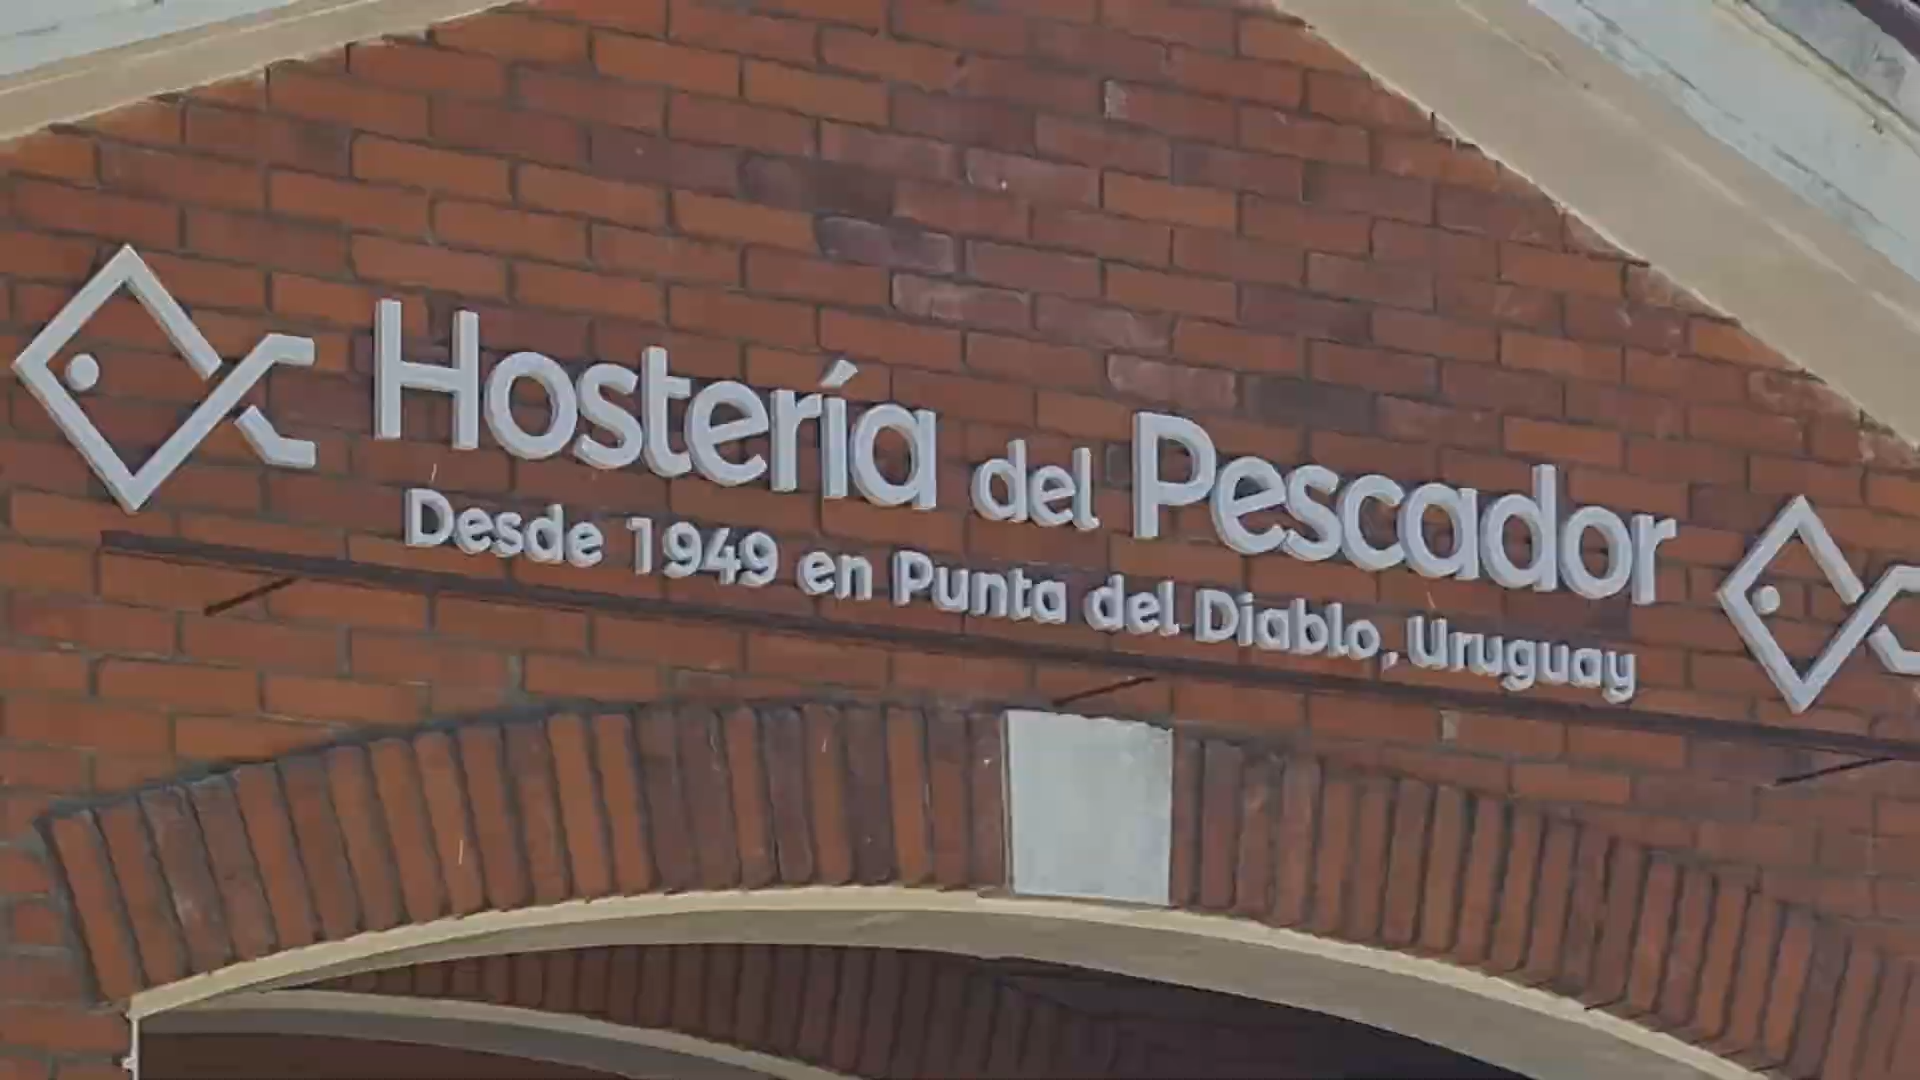 Hostería del Pescador
Desde 1949 en Punta del Diablo, Uruguay